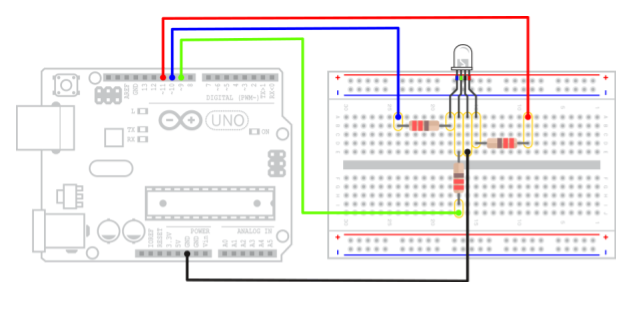 AREF
GND
13
12
~11
~10
~9
8
7
~6
~5
4
~3
2
TX→1
RX←0
DIGITAL (PWM~)
L
TX
RX
UNO
ON
IOREF
RESET
3.3V
5V
GND
GND
Vin
POWER
ANALOG IN
A0
A1
A2
A3
A4
A5
+
-
+
-
+
-
+
-